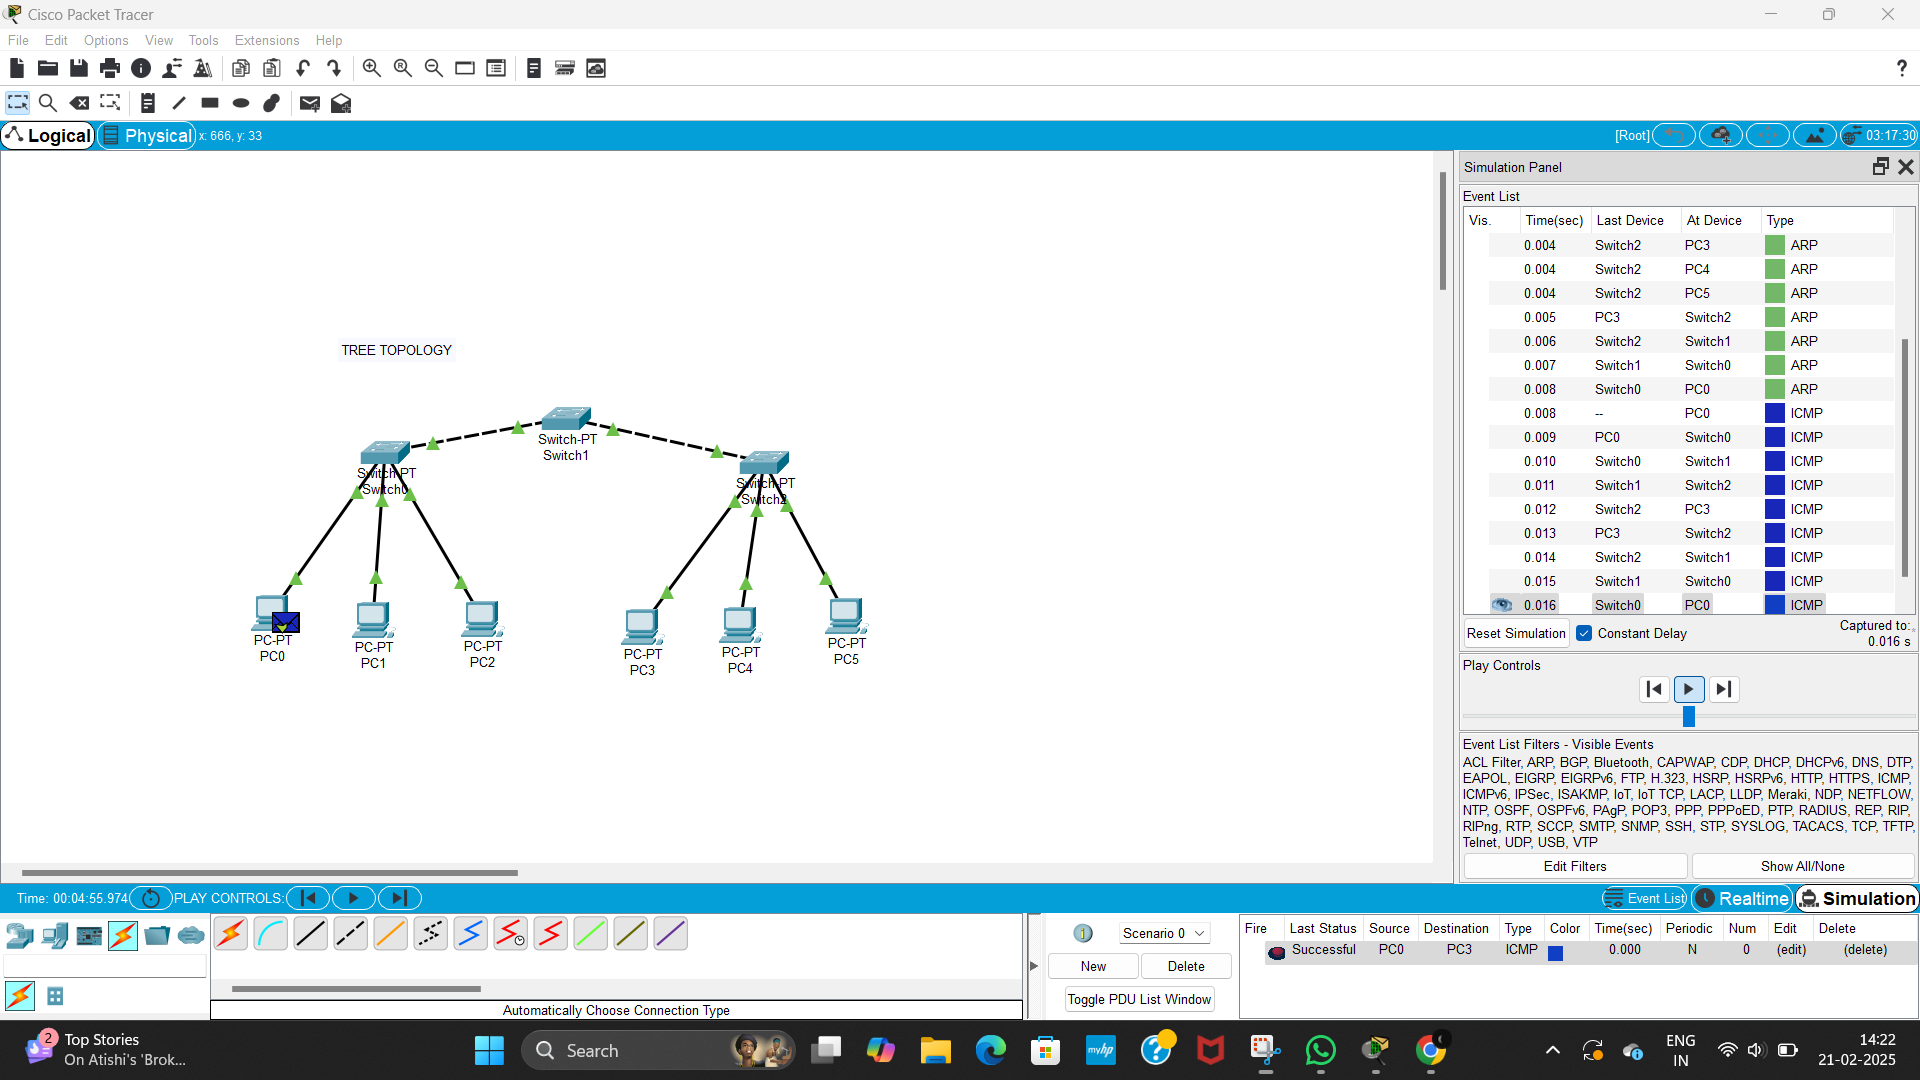 Cisco Packet Tracer
File Edit Options View Tools Extensions Help
?
Logical Physical x: 666, y: 33 [Root] 03:17:30
Simulation Panel
Event List
Vis. Time(sec) Last Device At Device Type
0.004 Switch2 PC3 ARP
0.004 Switch2 PC4 ARP
0.004 Switch2 PC5 ARP
0.005 PC3 Switch2 ARP
0.006 Switch2 Switch1 ARP
0.007 Switch1 Switch0 ARP
0.008 Switch0 PC0 ARP
0.008 -- PC0 ICMP
0.009 PC0 Switch0 ICMP
0.010 Switch0 Switch1 ICMP
0.011 Switch1 Switch2 ICMP
0.012 Switch2 PC3 ICMP
0.013 PC3 Switch2 ICMP
0.014 Switch2 Switch1 ICMP
0.015 Switch1 Switch0 ICMP
0.016 Switch0 PC0 ICMP
Reset Simulation Constant Delay Captured to:
0.016 s
Play Controls
Event List Filters - Visible Events
ACL Filter, ARP, BGP, Bluetooth, CAPWAP, CDP, DHCP, DHCPv6, DNS, DTP,
EAPOL, EIGRP, EIGRPv6, FTP, H.323, HSRP, HSRPv6, HTTP, HTTPS, ICMP,
ICMPv6, IPSec, ISAKMP, IoT, IoT TCP, LACP, LLDP, Meraki, NDP, NETFLOW,
NTP, OSPF, OSPFv6, PAgP, POP3, PPP, PPPoED, PTP, RADIUS, REP, RIP,
RIPng, RTP, SCCP, SMTP, SNMP, SSH, STP, SYSLOG, TACACS, TCP, TFTP,
Telnet, UDP, USB, VTP
Edit Filters Show All/None
TREE TOPOLOGY
Switch-PT
Switch1
Switch-PT
Switch0
Switch-PT
Switch2
PC-PT
PC0
PC-PT
PC1
PC-PT
PC2
PC-PT
PC3
PC-PT
PC4
PC-PT
PC5
Time: 00:04:55.974 PLAY CONTROLS: Event List Realtime Simulation
Scenario 0
New Delete
Toggle PDU List Window
Fire Last Status Source Destination Type Color Time(sec) Periodic Num Edit Delete
Successful PC0 PC3 ICMP 0.000 N 0 (edit) (delete)
Automatically Choose Connection Type
2
Top Stories
On Atishi's 'Brok...
Search
myhp
ENG
IN
14:22
21-02-2025